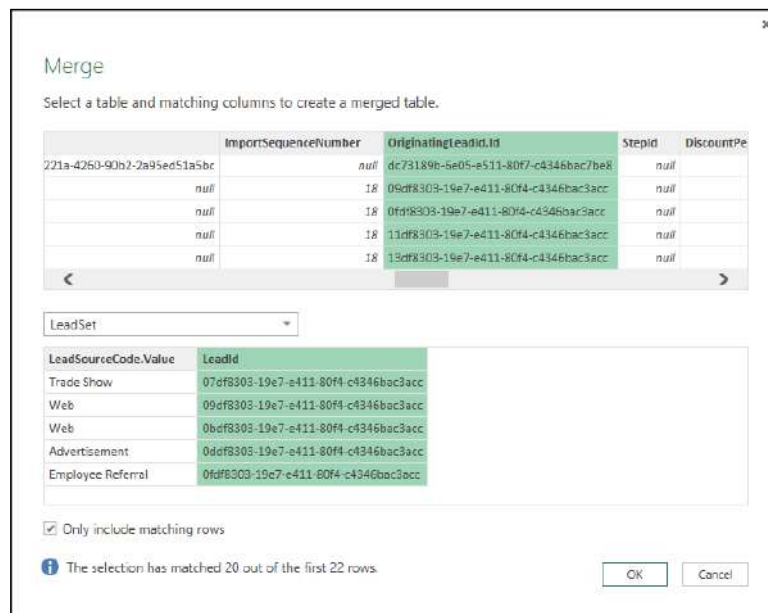 Merge
Select a table and matching columns to create a merged table.
ImportSequenceNumber OriginatingLeadId.Id StepId DiscountPe
221a-4260-90b2-2a95ed51a5bc null dc73189b-6e05-e511-80f7-c4346bac7be8 null
null 18 09df8303-19e7-e411-80f4-c4346bac3acc null
null 18 0fdf8303-19e7-e411-80f4-c4346bac3acc null
null 18 11df8303-19e7-e411-80f4-c4346bac3acc null
null 18 13df8303-19e7-e411-80f4-c4346bac3acc null
LeadSet
LeadSourceCode.Value LeadId
Trade Show 07df8303-19e7-e411-80f4-c4346bac3acc
Web 09df8303-19e7-e411-80f4-c4346bac3acc
Web 0bdf8303-19e7-e411-80f4-c4346bac3acc
Advertisement 0ddf8303-19e7-e411-80f4-c4346bac3acc
Employee Referral 0fdf8303-19e7-e411-80f4-c4346bac3acc
Only include matching rows
The selection has matched 20 out of the first 22 rows.
OK Cancel